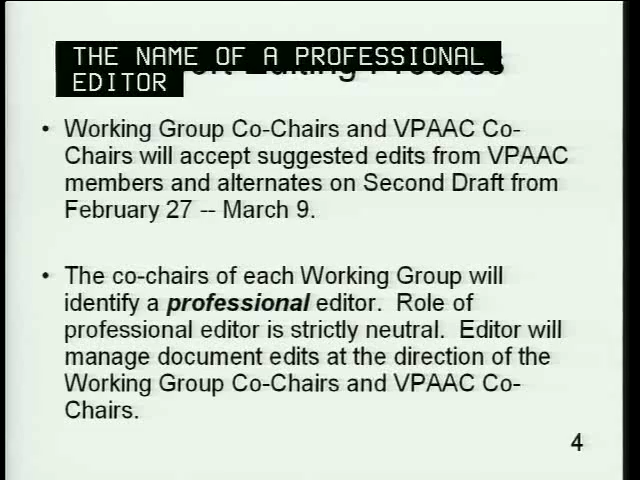 THE NAME OF A PROFESSIONAL
EDITOR
Editing Process
• Working Group Co-Chairs and VPAAC Co-
Chairs will accept suggested edits from VPAAC
members and alternates on Second Draft from
February 27 -- March 9.
• The co-chairs of each Working Group will
identify a professional editor. Role of
professional editor is strictly neutral. Editor will
manage document edits at the direction of the
Working Group Co-Chairs and VPAAC Co-
Chairs.
4